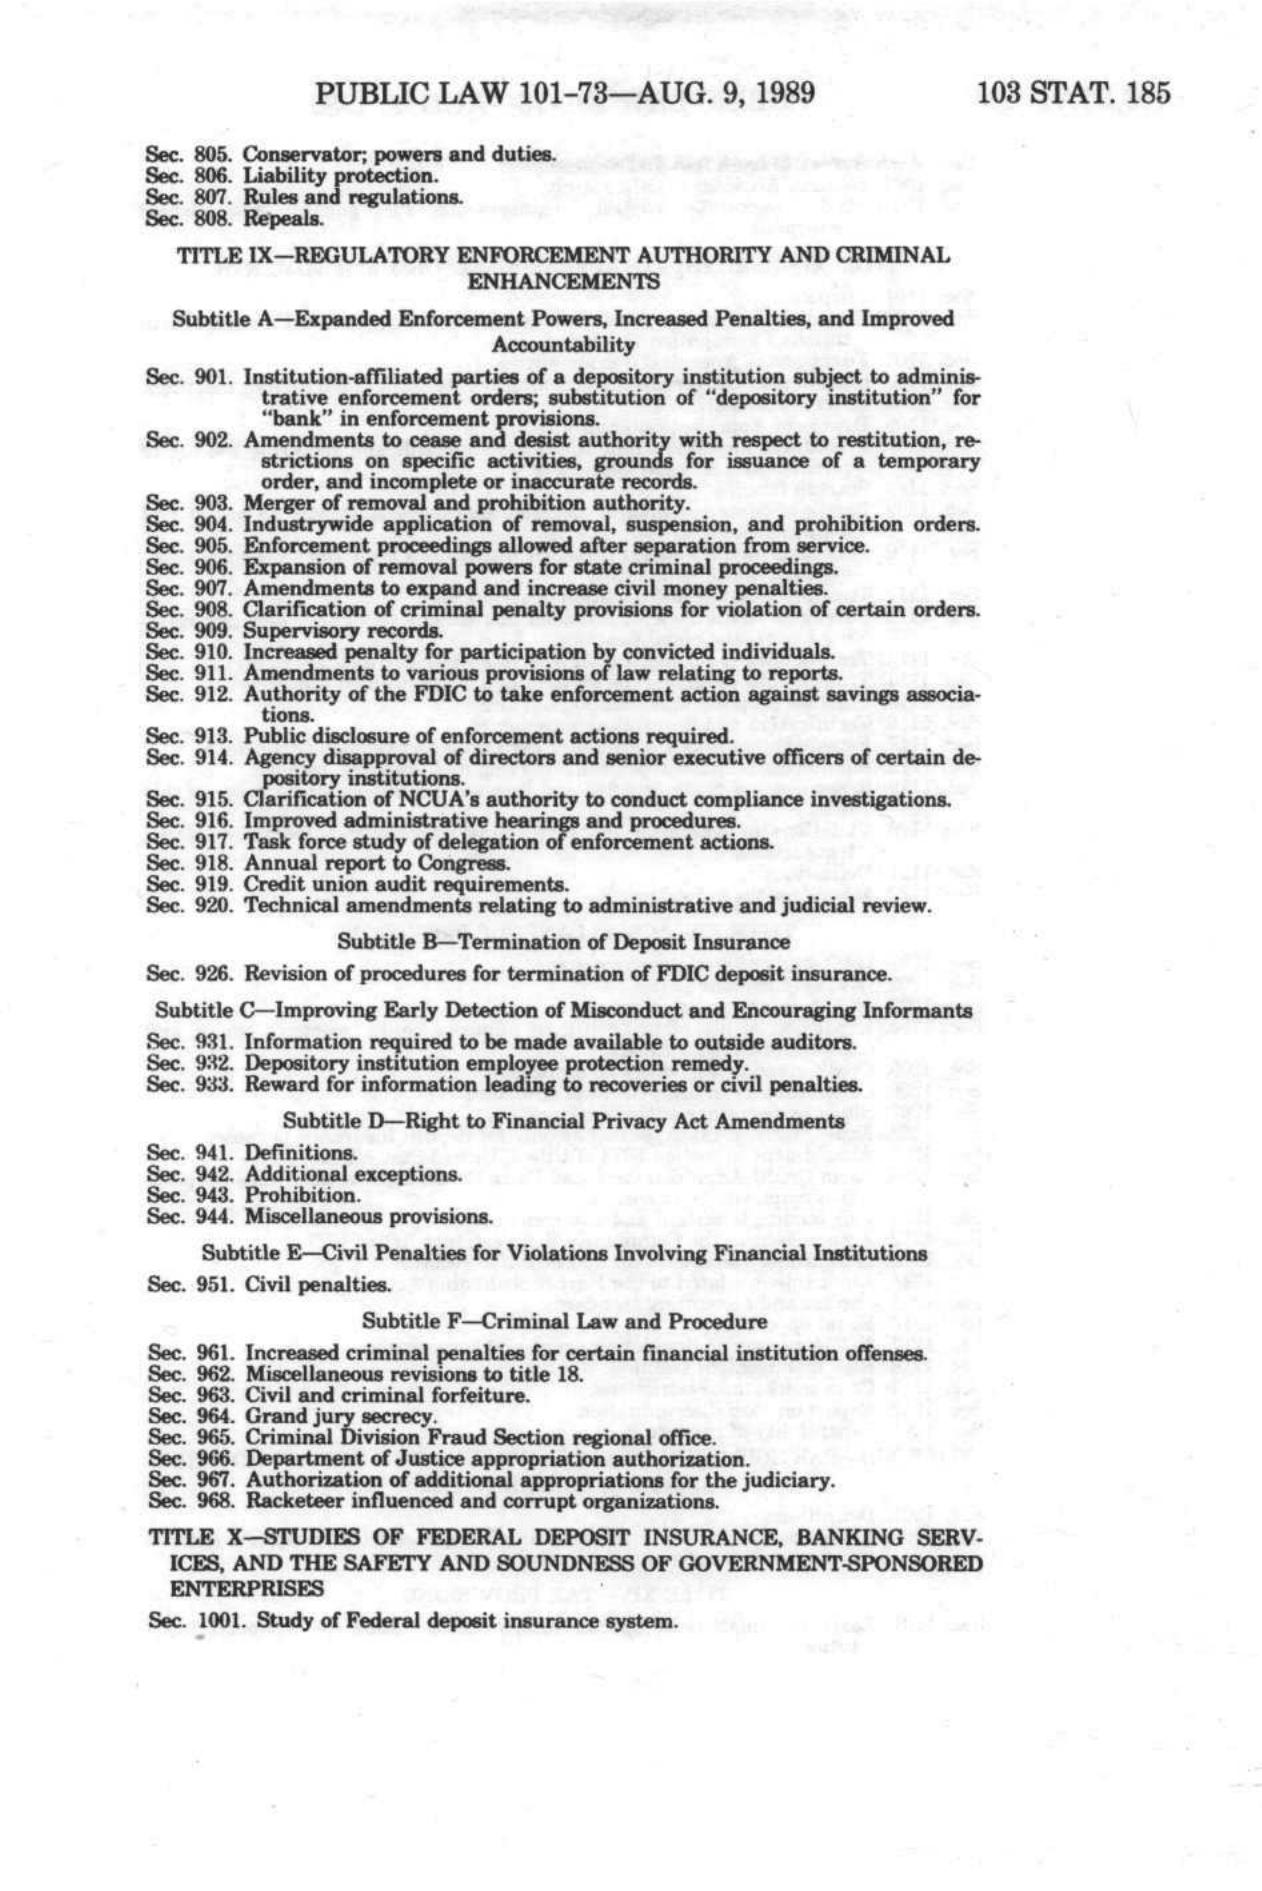 PUBLIC LAW 101–73—AUG. 9, 1989 103 STAT. 185
Sec. 805. Conservator; powers and duties.
Sec. 806. Liability protection.
Sec. 807. Rules and regulations.
Sec. 808. Repeals.
TITLE IX—REGULATORY ENFORCEMENT AUTHORITY AND CRIMINAL
ENHANCEMENTS
Subtitle A—Expanded Enforcement Powers, Increased Penalties, and Improved
Accountability
Sec. 901. Institution-affiliated parties of a depository institution subject to adminis-
trative enforcement orders; substitution of “depository institution” for
“bank” in enforcement provisions.
Sec. 902. Amendments to cease and desist authority with respect to restitution, re-
strictions on specific activities, grounds for issuance of a temporary
order, and incomplete or inaccurate records.
Sec. 903. Merger of removal and prohibition authority.
Sec. 904. Industrywide application of removal, suspension, and prohibition orders.
Sec. 905. Enforcement proceedings allowed after separation from service.
Sec. 906. Expansion of removal powers for state criminal proceedings.
Sec. 907. Amendments to expand and increase civil money penalties.
Sec. 908. Clarification of criminal penalty provisions for violation of certain orders.
Sec. 909. Supervisory records.
Sec. 910. Increased penalty for participation by convicted individuals.
Sec. 911. Amendments to various provisions of law relating to reports.
Sec. 912. Authority of the FDIC to take enforcement action against savings associa-
tions.
Sec. 913. Public disclosure of enforcement actions required.
Sec. 914. Agency disapproval of directors and senior executive officers of certain de-
pository institutions.
Sec. 915. Clarification of NCUA's authority to conduct compliance investigations.
Sec. 916. Improved administrative hearings and procedures.
Sec. 917. Task force study of delegation of enforcement actions.
Sec. 918. Annual report to Congress.
Sec. 919. Credit union audit requirements.
Sec. 920. Technical amendments relating to administrative and judicial review.
Subtitle B—Termination of Deposit Insurance
Sec. 926. Revision of procedures for termination of FDIC deposit insurance.
Subtitle C—Improving Early Detection of Misconduct and Encouraging Informants
Sec. 931. Information required to be made available to outside auditors.
Sec. 932. Depository institution employee protection remedy.
Sec. 933. Reward for information leading to recoveries or civil penalties.
Subtitle D—Right to Financial Privacy Act Amendments
Sec. 941. Definitions.
Sec. 942. Additional exceptions.
Sec. 943. Prohibition.
Sec. 944. Miscellaneous provisions.
Subtitle E—Civil Penalties for Violations Involving Financial Institutions
Sec. 951. Civil penalties.
Subtitle F—Criminal Law and Procedure
Sec. 961. Increased criminal penalties for certain financial institution offenses.
Sec. 962. Miscellaneous revisions to title 18.
Sec. 963. Civil and criminal forfeiture.
Sec. 964. Grand jury secrecy.
Sec. 965. Criminal Division Fraud Section regional office.
Sec. 966. Department of Justice appropriation authorization.
Sec. 967. Authorization of additional appropriations for the judiciary.
Sec. 968. Racketeer influenced and corrupt organizations.
TITLE X—STUDIES OF FEDERAL DEPOSIT INSURANCE, BANKING SERV-
ICES, AND THE SAFETY AND SOUNDNESS OF GOVERNMENT-SPONSORED
ENTERPRISES
Sec. 1001. Study of Federal deposit insurance system.